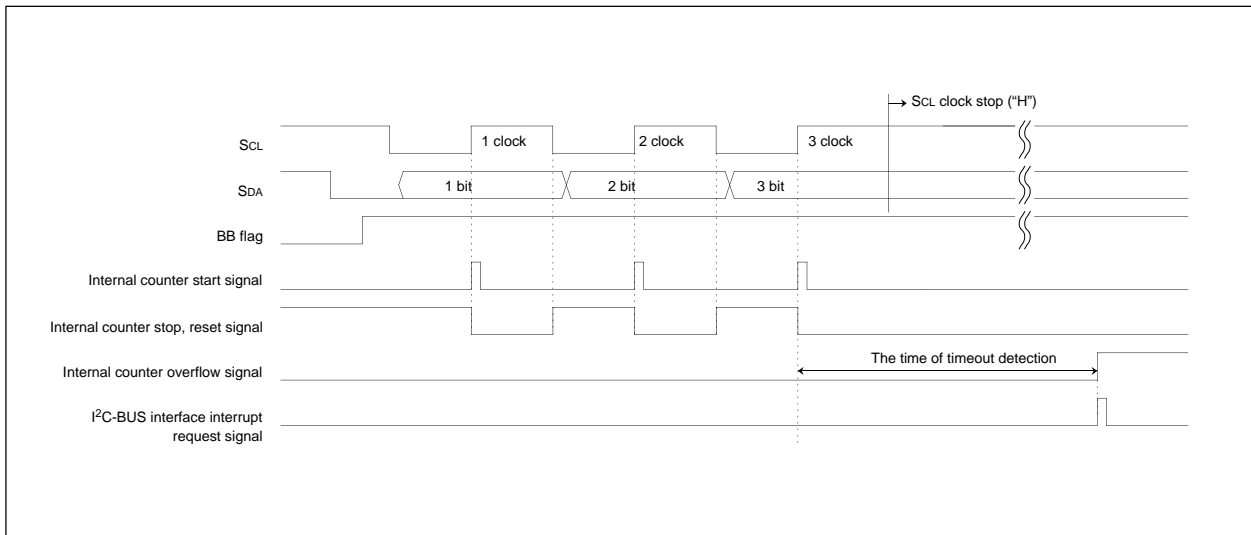 SCL clock stop (“H”)
SCL
1 clock
2 clock
3 clock
SDA
1 bit
2 bit
3 bit
BB flag
Internal counter start signal
Internal counter stop, reset signal
The time of timeout detection
Internal counter overflow signal
I²C-BUS interface interrupt
request signal